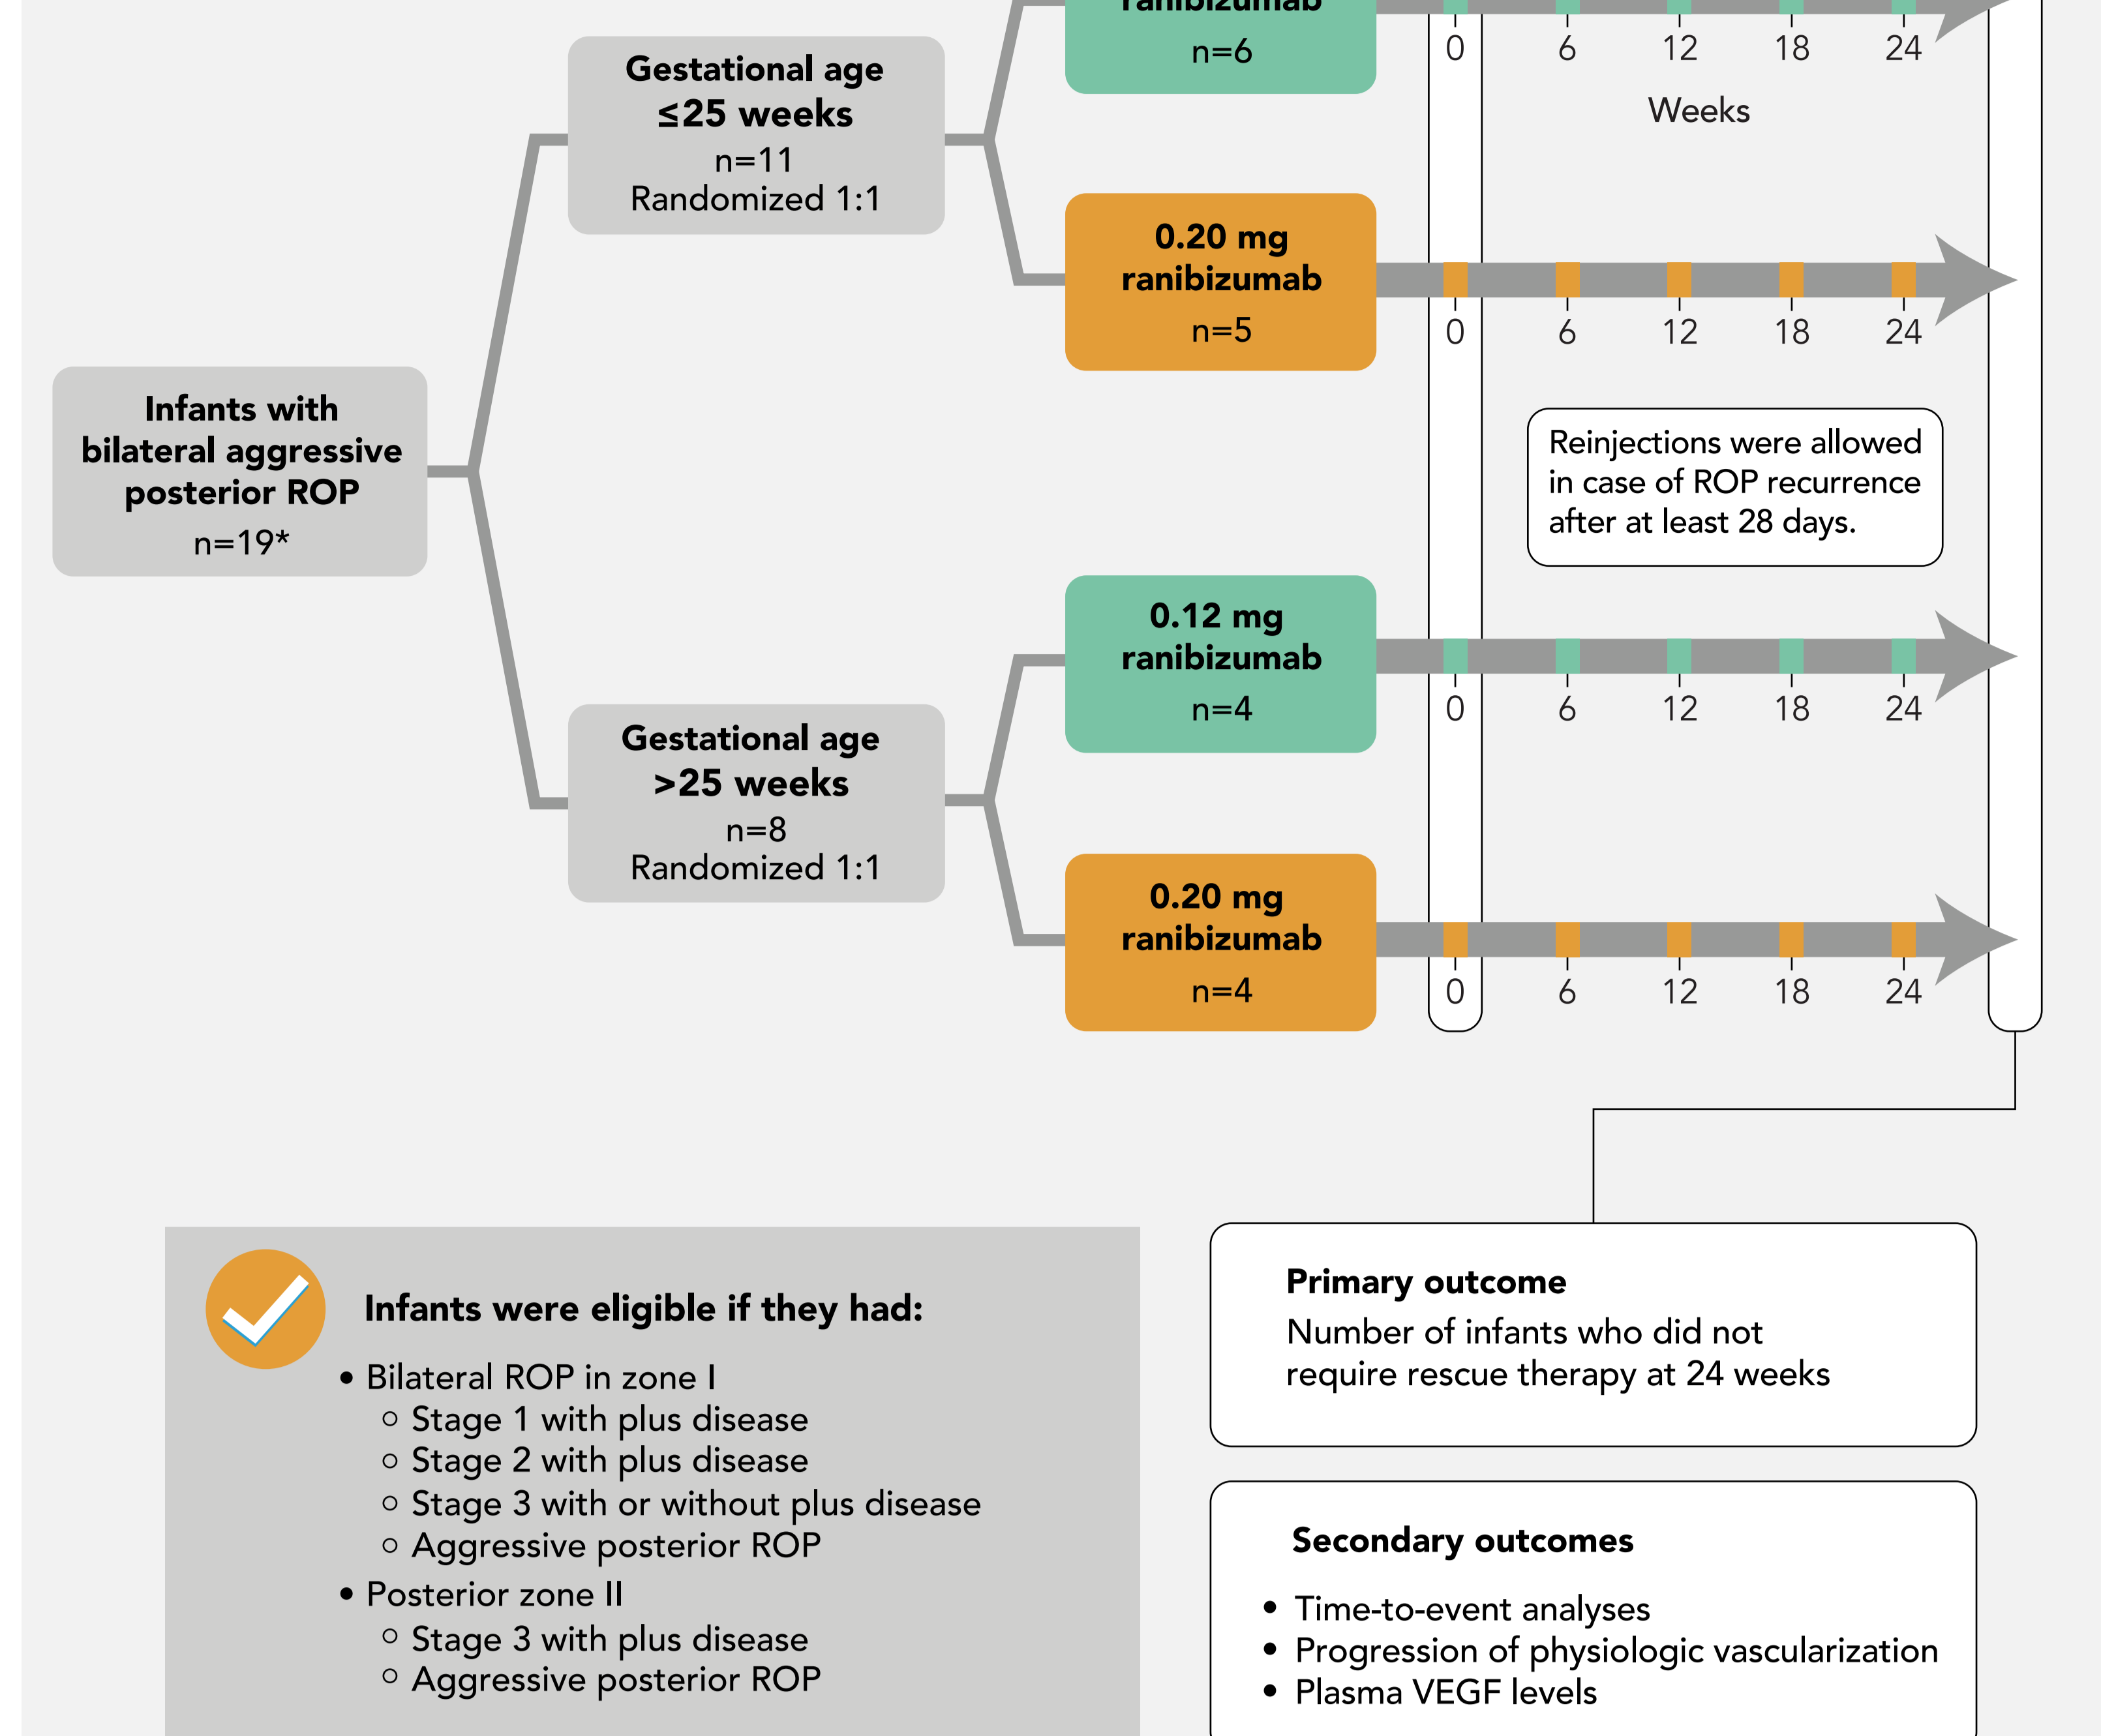 ranibizumab
n=6
0 6 12 18 24
Weeks
Gestational age
≤25 weeks
n=11
Randomized 1:1
0.20 mg
ranibizumab
n=5
0 6 12 18 24
Infants with
bilateral aggressive
posterior ROP
n=19*
Reinjections were allowed
in case of ROP recurrence
after at least 28 days.
0.12 mg
ranibizumab
n=4
0 6 12 18 24
Gestational age
>25 weeks
n=8
Randomized 1:1
0.20 mg
ranibizumab
n=4
0 6 12 18 24
Infants were eligible if they had:
• Bilateral ROP in zone I
○ Stage 1 with plus disease
○ Stage 2 with plus disease
○ Stage 3 with or without plus disease
○ Aggressive posterior ROP
• Posterior zone II
○ Stage 3 with plus disease
○ Aggressive posterior ROP
Primary outcome
Number of infants who did not
require rescue therapy at 24 weeks
Secondary outcomes
• Time-to-event analyses
• Progression of physiologic vascularization
• Plasma VEGF levels